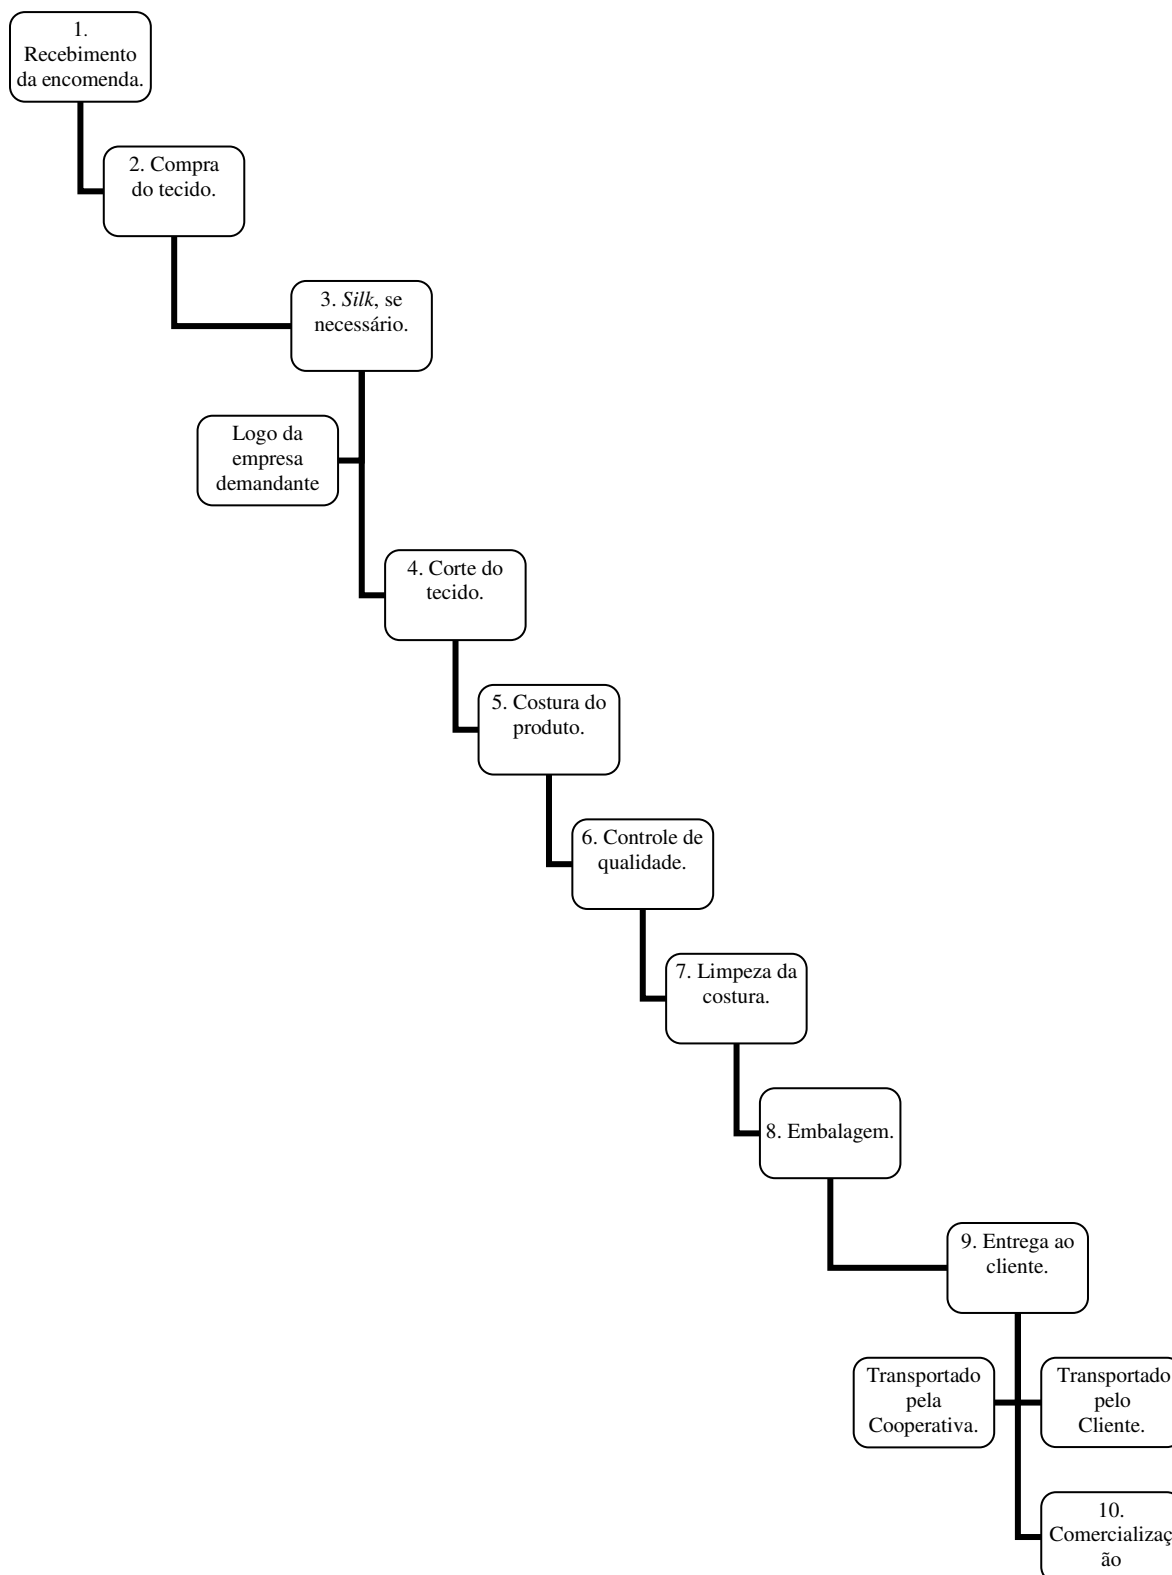 1.
Recebimento
da encomenda.
2. Compra
do tecido.
3. Silk, se
necessário.
Logo da
empresa
demandante
4. Corte do
tecido.
5. Costura do
produto.
6. Controle de
qualidade.
7. Limpeza da
costura.
8. Embalagem.
9. Entrega ao
cliente.
Transportado
pela
Cooperativa.
Transportado
pelo
Cliente.
10.
Comercializaç
ão